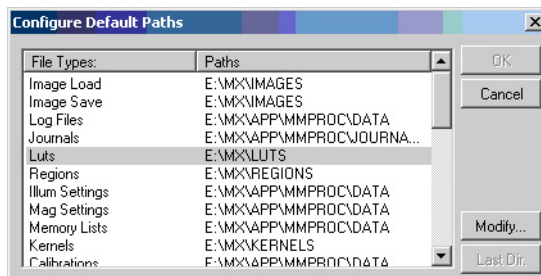 Configure Default Paths
File Types: Paths
OK
Image Load E:\MX\IMAGES
Image Save E:\MX\IMAGES
Cancel
Log Files E:\MX\APP\MMPROC\DATA
Journals E:\MX\APP\MMPROC\JOURNA...
Luts E:\MX\LUTS
Regions E:\MX\REGIONS
Illum Settings E:\MX\APP\MMPROC\DATA
Mag Settings E:\MX\APP\MMPROC\DATA
Memory Lists E:\MX\APP\MMPROC\DATA
Modify...
Kernels E:\MX\KERNELS
Calibrations E:\MX\APP\MMPROC\DATA
Last Dir.